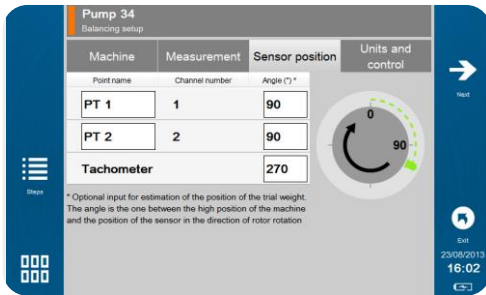 Pump 34
Balancing setup
Machine
Measurement
Sensor position
Units and
control
Point name
Channel number
Angle (°) *
PT 1
1
90
PT 2
2
90
Tachometer
270
* Optional input for estimation of the position of the trial weight.
The angle is the one between the high position of the machine
and the position of the sensor in the direction of rotor rotation
0
90
Steps
Next
Exit
23/08/2013
16:02